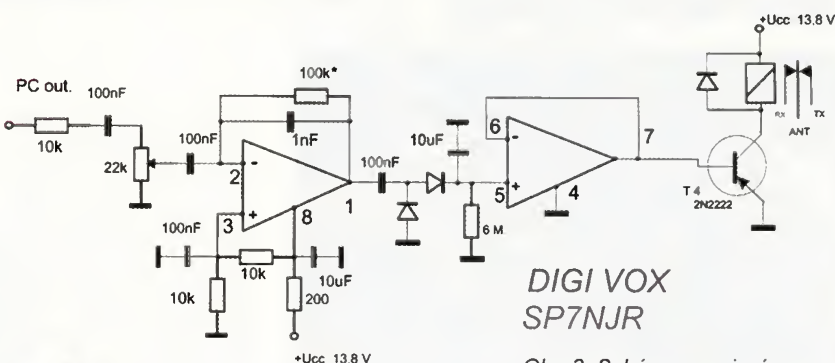 +Ucc 13,8 V
100k*
PC out.
100nF
1nF
100nF
10k
22k
2
8
1
3
100nF
10uF
6
7
5
4
6 M
RX
TX
ANT
T 4
2N2222
100nF
10k
10k
10uF
200
+Ucc 13,8 V
DIGI VOX
SP7NJR